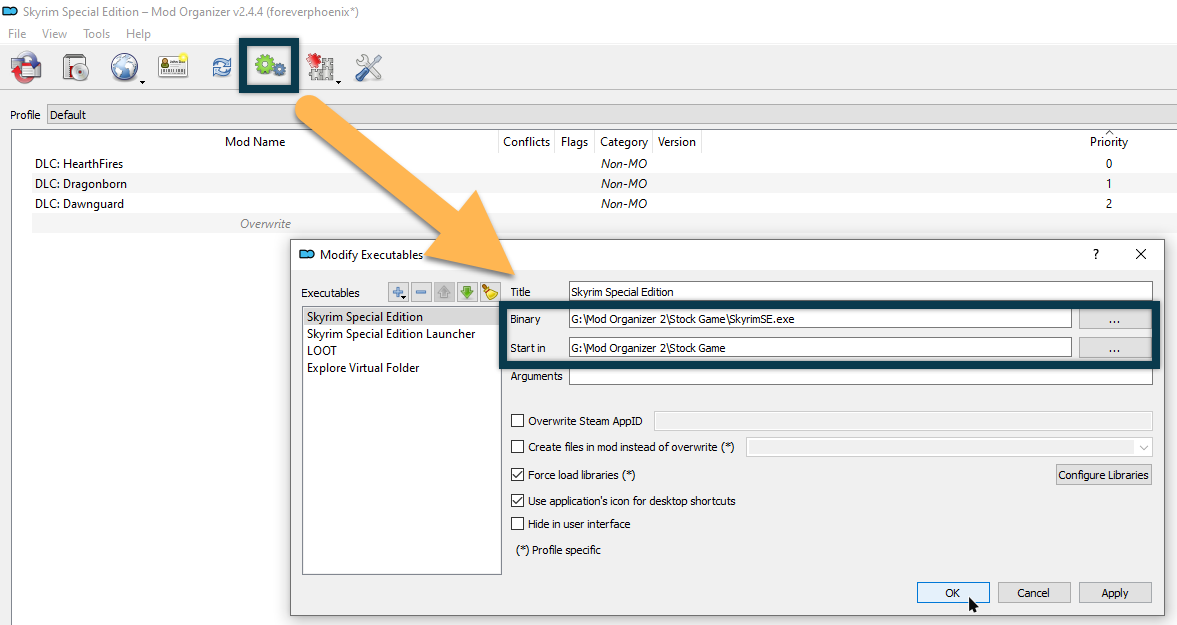 Skyrim Special Edition – Mod Organizer v2.4.4 (foreverphoenix*)
File View Tools Help
Profile Default
Mod Name Conflicts Flags Category Version Priority
DLC: HearthFires Non-MO 0
DLC: Dragonborn Non-MO 1
DLC: Dawnguard Non-MO 2
Overwrite
Modify Executables ?
Executables
Skyrim Special Edition
Skyrim Special Edition Launcher
LOOT
Explore Virtual Folder
Title Skyrim Special Edition
Binary G:\Mod Organizer 2\Stock Game\SkyrimSE.exe ...
Start in G:\Mod Organizer 2\Stock Game ...
Arguments
Overwrite Steam AppID
Create files in mod instead of overwrite (*)
Force load libraries (*) Configure Libraries
Use application's icon for desktop shortcuts
Hide in user interface
(*) Profile specific
OK Cancel Apply